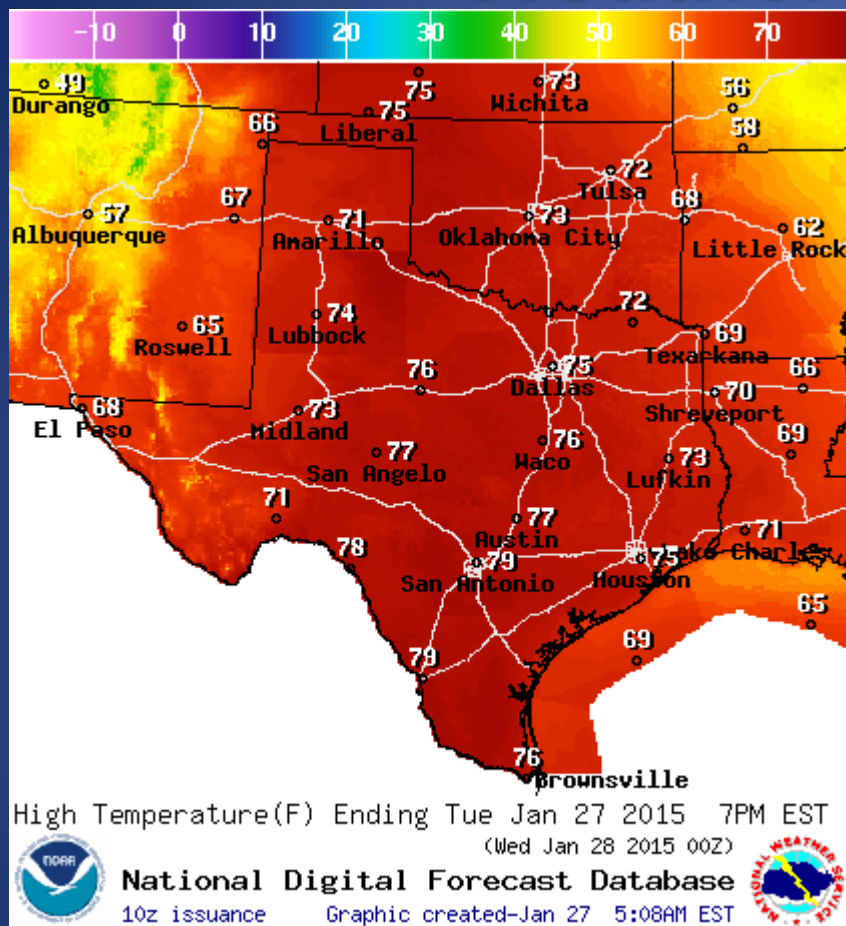 -10 0 10 20 30 40 50 60 70
49 Durango
75
75 Liberal
73 Wichita
56
58
66
72 Tulsa
57 Albuquerque
67
71 Amarillo
73 Oklahoma City
68
62 Little Rock
65 Roswell
74 Lubbock
72
69 Texarkana
76
75 Dallas
66
70 Shreveport
68 El Paso
73 Midland
77 San Angelo
76 Waco
73 Lufkin
69
71
77 Austin
71 Lake Charles
78
79 San Antonio
75 Houston
65
69
79
76 Brownsville
High Temperature(F) Ending Tue Jan 27 2015 7PM EST
(Wed Jan 28 2015 00Z)
NOAA
National Digital Forecast Database
10z issuance Graphic created-Jan 27 5:08AM EST
NATIONAL WEATHER SERVICE